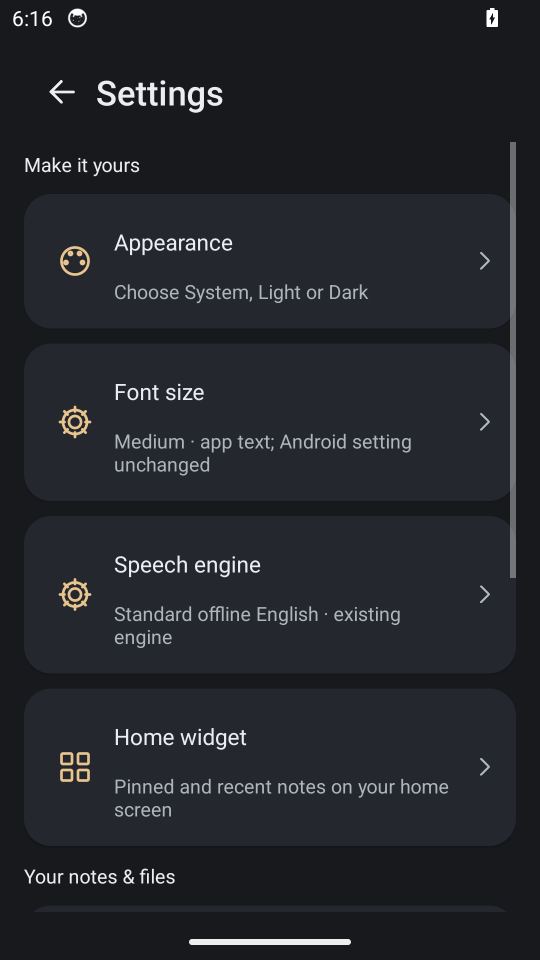 6:16
Settings
Make it yours
Appearance
Choose System, Light or Dark
Font size
Medium · app text; Android setting
unchanged
Speech engine
Standard offline English · existing
engine
Home widget
Pinned and recent notes on your home
screen
Your notes & files